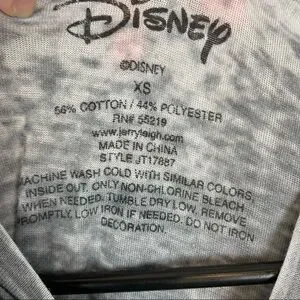 Disney
©DISNEY
XS
56% COTTON / 44% POLYESTER
RN# 55219
www.jerryleigh.com
MADE IN CHINA
STYLE JT17887
MACHINE WASH COLD WITH SIMILAR COLORS,
INSIDE OUT. ONLY NON-CHLORINE BLEACH
WHEN NEEDED. TUMBLE DRY LOW. REMOVE
PROMPTLY. LOW IRON IF NEEDED. DO NOT IRON
DECORATION.